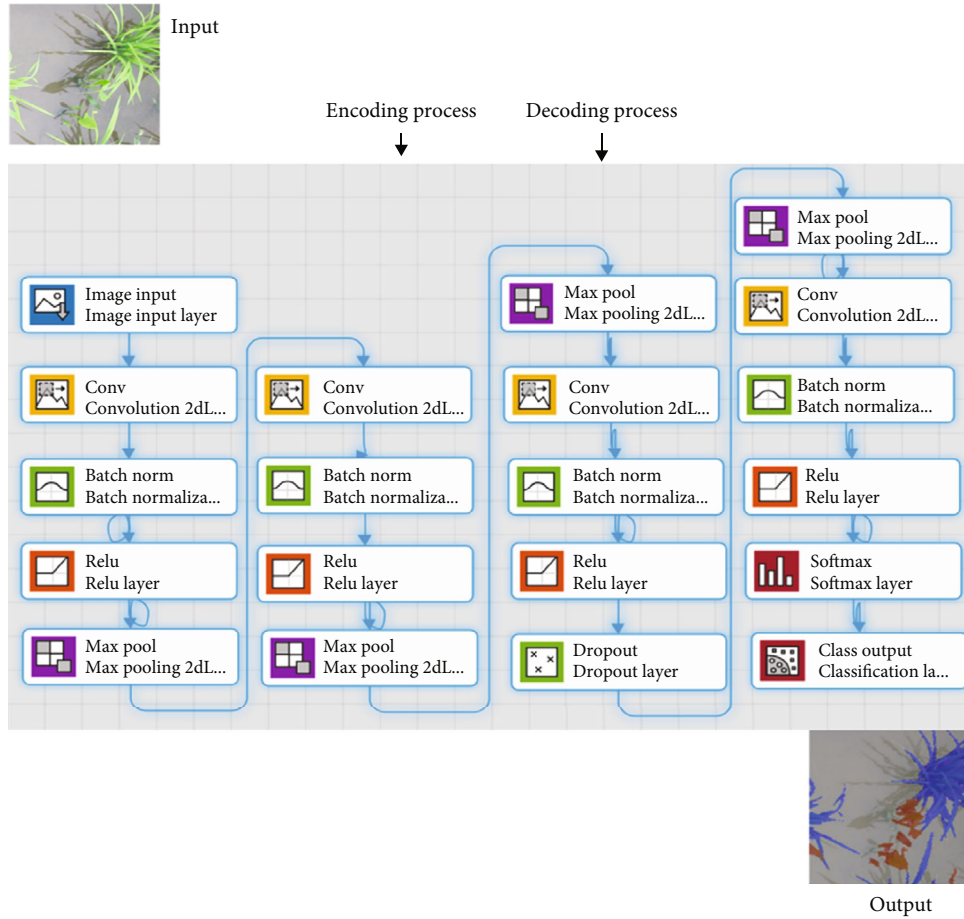 Input
Encoding process
Decoding process
Image input
Image input layer
Conv
Convolution 2dL...
Batch norm
Batch normaliza...
Relu
Relu layer
Max pool
Max pooling 2dL...
Conv
Convolution 2dL...
Batch norm
Batch normaliza...
Relu
Relu layer
Max pool
Max pooling 2dL...
Max pool
Max pooling 2dL...
Conv
Convolution 2dL...
Batch norm
Batch normaliza...
Relu
Relu layer
Dropout
Dropout layer
Max pool
Max pooling 2dL...
Conv
Convolution 2dL...
Batch norm
Batch normaliza...
Relu
Relu layer
Softmax
Softmax layer
Class output
Classification la...
Output